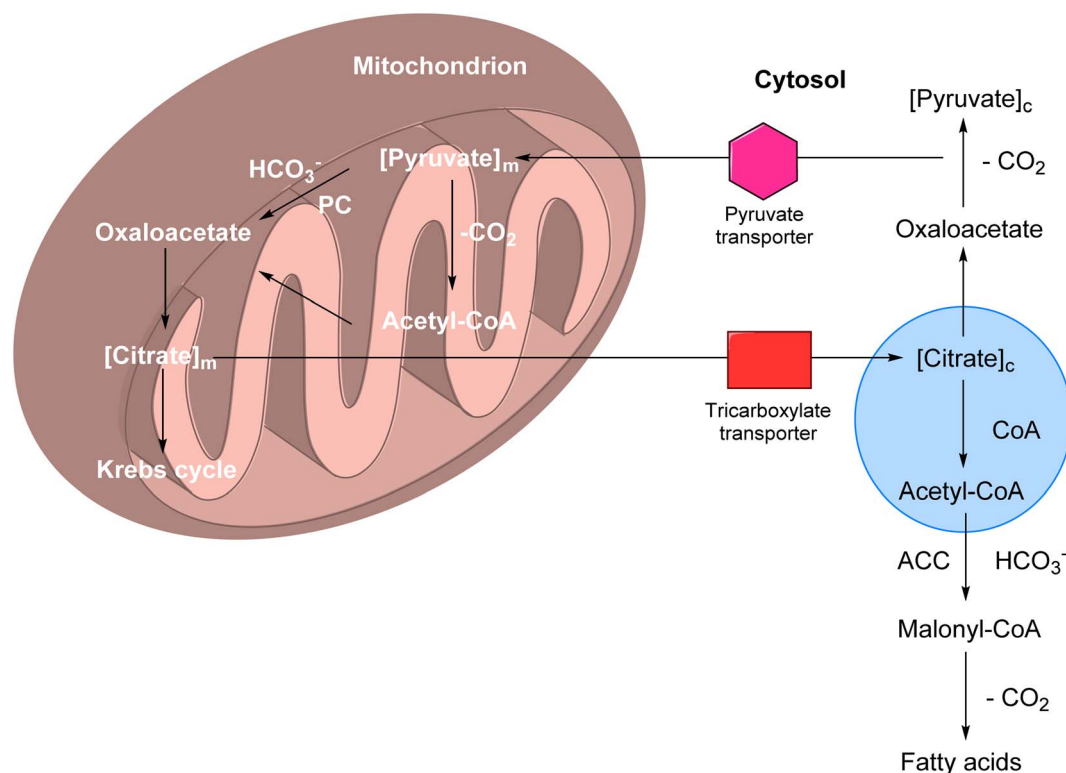 Mitochondrion
Cytosol
[Pyruvate]c
HCO₃⁻
[Pyruvate]m
- CO₂
PC
Pyruvate
transporter
Oxaloacetate
-CO₂
Oxaloacetate
Acetyl-CoA
[Citrate]m
[Citrate]c
Tricarboxylate
transporter
CoA
Krebs cycle
Acetyl-CoA
ACC
HCO₃⁻
Malonyl-CoA
- CO₂
Fatty acids